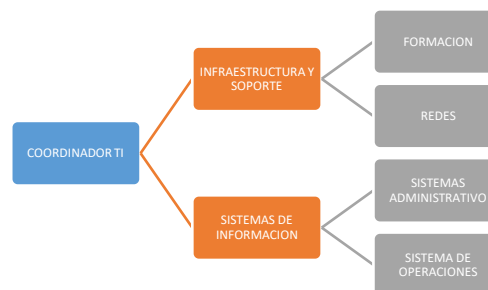 FORMACION
INFRAESTRUCTURA Y
SOPORTE
REDES
COORDINADOR TI
SISTEMAS
ADMINISTRATIVO
SISTEMAS DE
INFORMACION
SISTEMA DE
OPERACIONES